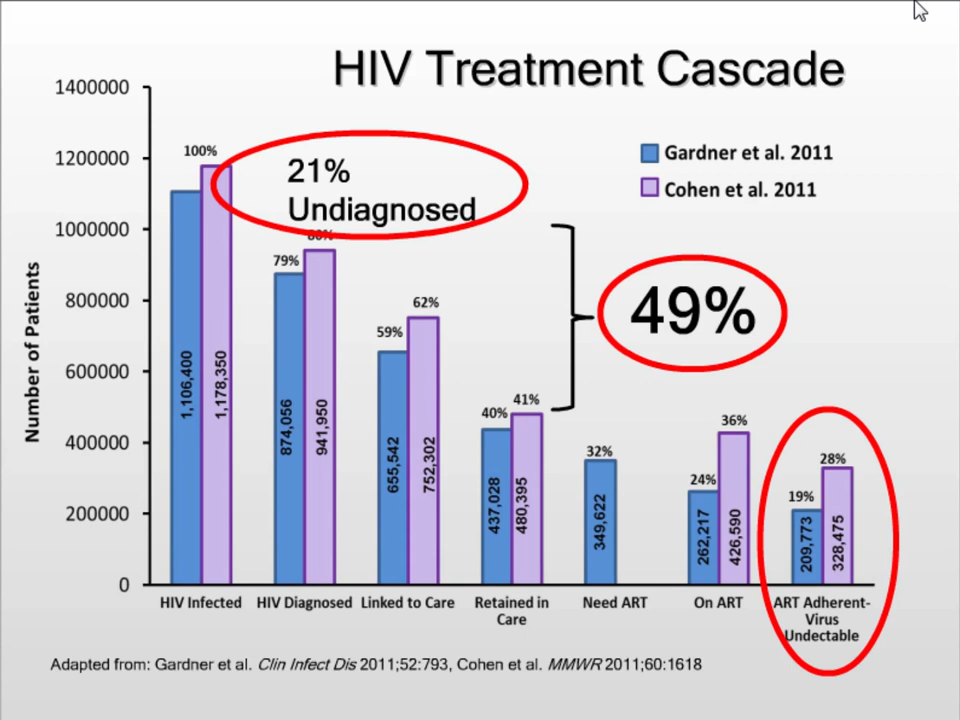 HIV Treatment Cascade
1400000
1200000
1000000
800000
600000
400000
200000
0
Number of Patients
Gardner et al. 2011
Cohen et al. 2011
21%
Undiagnosed
49%
100%
1,106,400
1,178,350
79%
80%
874,056
941,950
59%
62%
655,542
752,302
40%
41%
437,028
480,395
32%
349,622
24%
36%
262,217
426,590
19%
28%
209,773
328,475
HIV Infected
HIV Diagnosed
Linked to Care
Retained in
Care
Need ART
On ART
ART Adherent-
Virus
Undectable
Adapted from: Gardner et al. Clin Infect Dis 2011;52:793, Cohen et al. MMWR 2011;60:1618